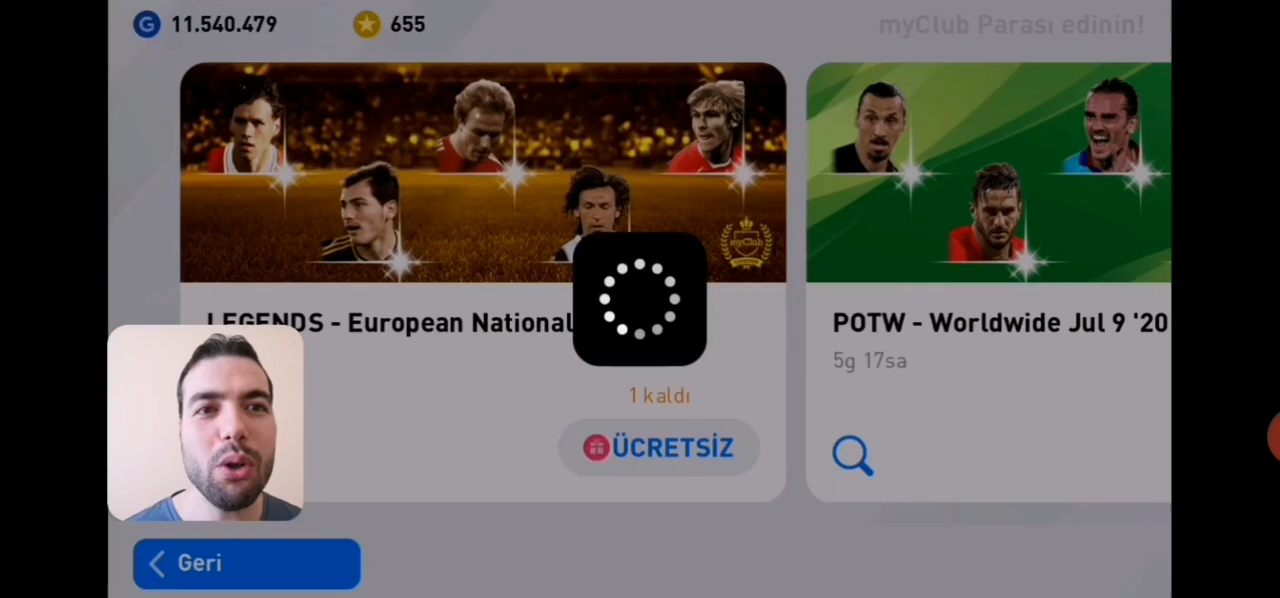 G 11.540.479
655
myClub Parası edinin!
myClub
LEGENDS - European National
1 kaldı
ÜCRETSİZ
POTW - Worldwide Jul 9 '20
5g 17sa
Geri